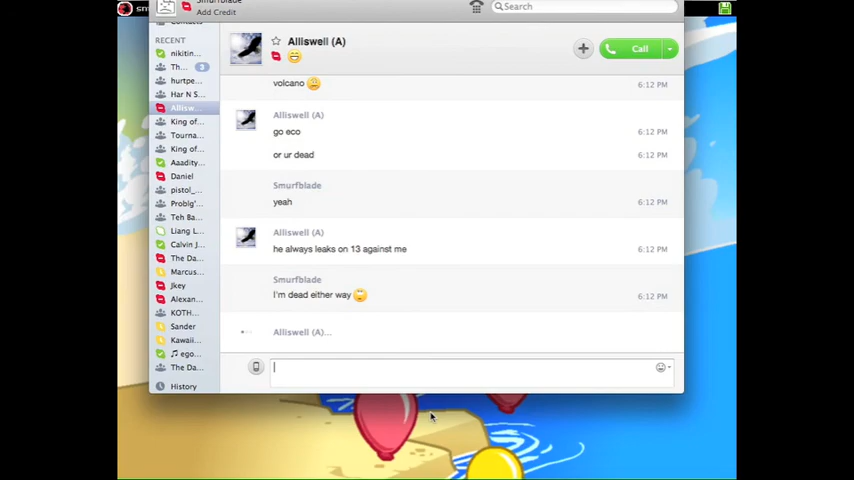 Smurfblade
Add Credit
Search
Contacts
RECENT
nikitin...
Th...
3
hurtpe...
Har N S...
Allisw...
King of...
Tourna...
King of...
Aaadity...
Daniel
pistol_...
Problg'...
Teh Ba...
Liang L...
Calvin J...
The Da...
Marcus...
Jkey
Alexan...
KOTH...
Sander
Kawaii...
ego...
The Da...
History
Alliswell (A)
Call
volcano
6:12 PM
Alliswell (A)
go eco
6:12 PM
or ur dead
6:12 PM
Smurfblade
yeah
6:12 PM
Alliswell (A)
he always leaks on 13 against me
6:12 PM
Smurfblade
I'm dead either way
6:12 PM
Alliswell (A)...